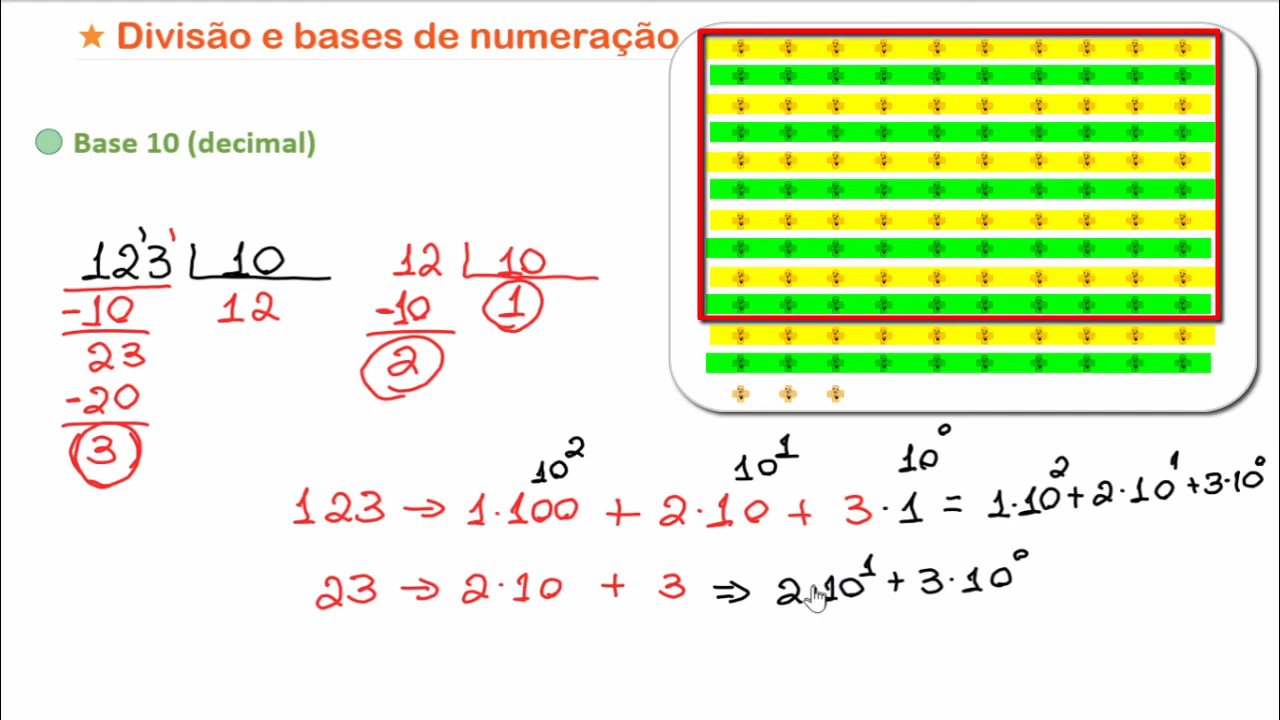 ★ Divisão e bases de numeração
Base 10 (decimal)
12'3' 10
-10 12
23
-20
3
12 10
-10 1
2
10² 10¹ 10⁰
123 → 1·100 + 2·10 + 3·1 = 1·10² + 2·10¹ + 3·10⁰
23 → 2·10 + 3 ⇒ 2·10¹ + 3·10⁰